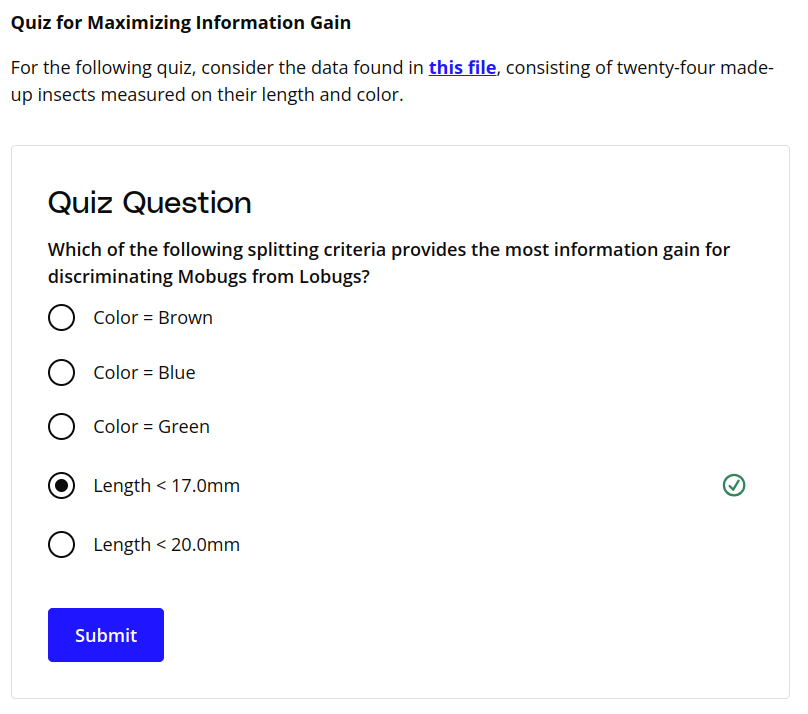 Quiz for Maximizing Information Gain
For the following quiz, consider the data found in this file, consisting of twenty-four made-
up insects measured on their length and color.
Quiz Question
Which of the following splitting criteria provides the most information gain for
discriminating Mobugs from Lobugs?
Color = Brown
Color = Blue
Color = Green
Length < 17.0mm
Length < 20.0mm
Submit